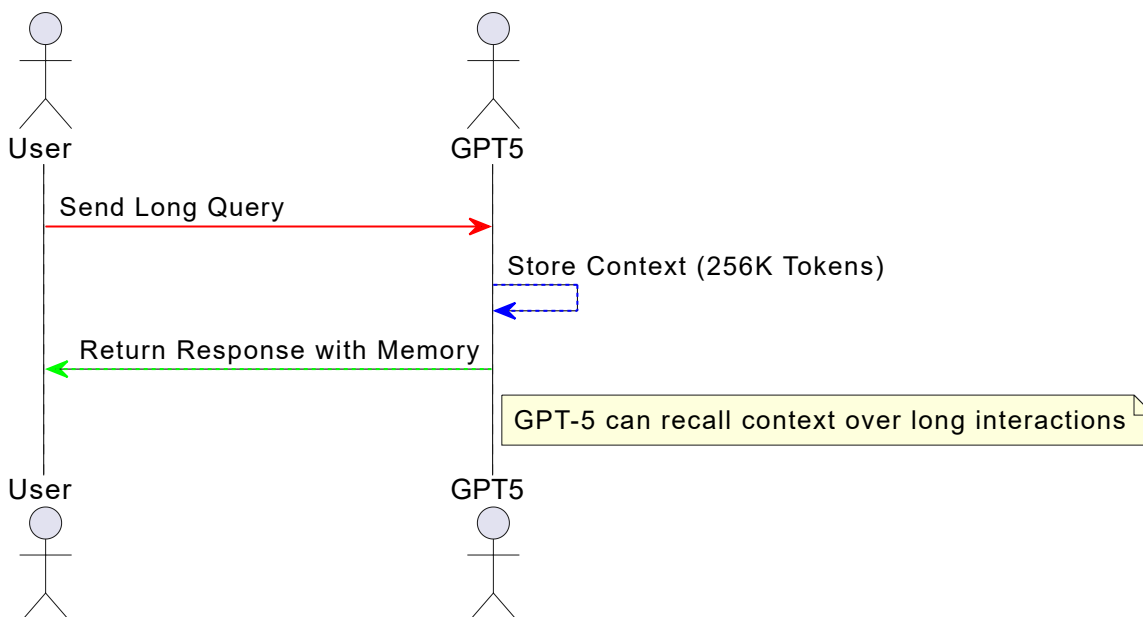 User
GPT5
Send Long Query
Store Context (256K Tokens)
Return Response with Memory
GPT-5 can recall context over long interactions
User
GPT5